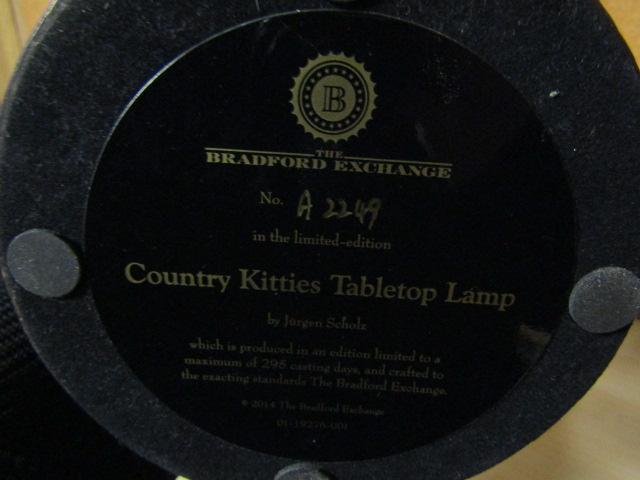 B
THE
BRADFORD EXCHANGE
No. A 2249
in the limited-edition
Country Kitties Tabletop Lamp
by Jürgen Scholz
which is produced in an edition limited to a
maximum of 295 casting days, and crafted to
the exacting standards The Bradford Exchange.
© 2014 The Bradford Exchange
01-19276-001